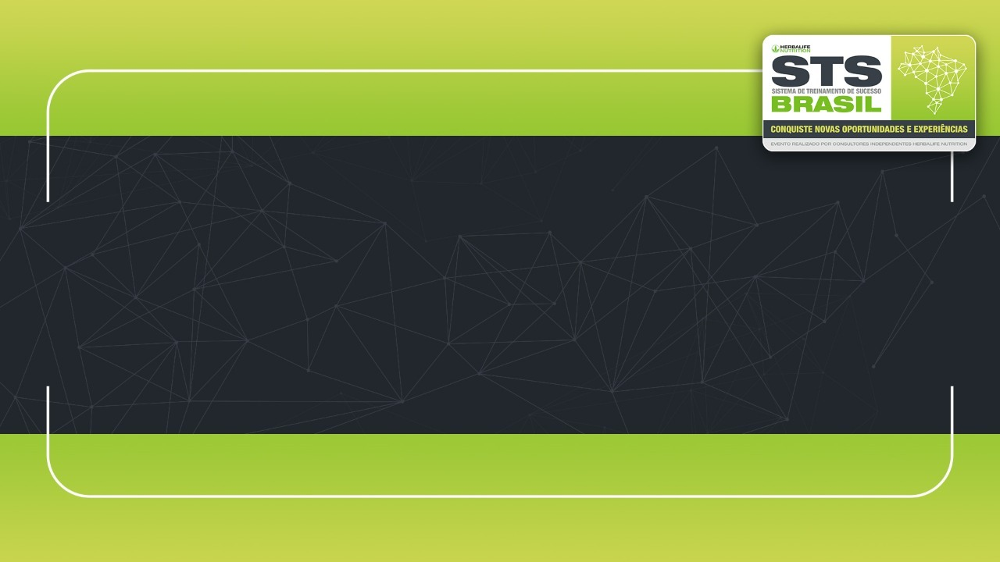 HERBALIFE
NUTRITION
STS
SISTEMA DE TREINAMENTO DE SUCESSO
BRASIL
CONQUISTE NOVAS OPORTUNIDADES E EXPERIÊNCIAS
EVENTO REALIZADO POR CONSULTORES INDEPENDENTES HERBALIFE NUTRITION